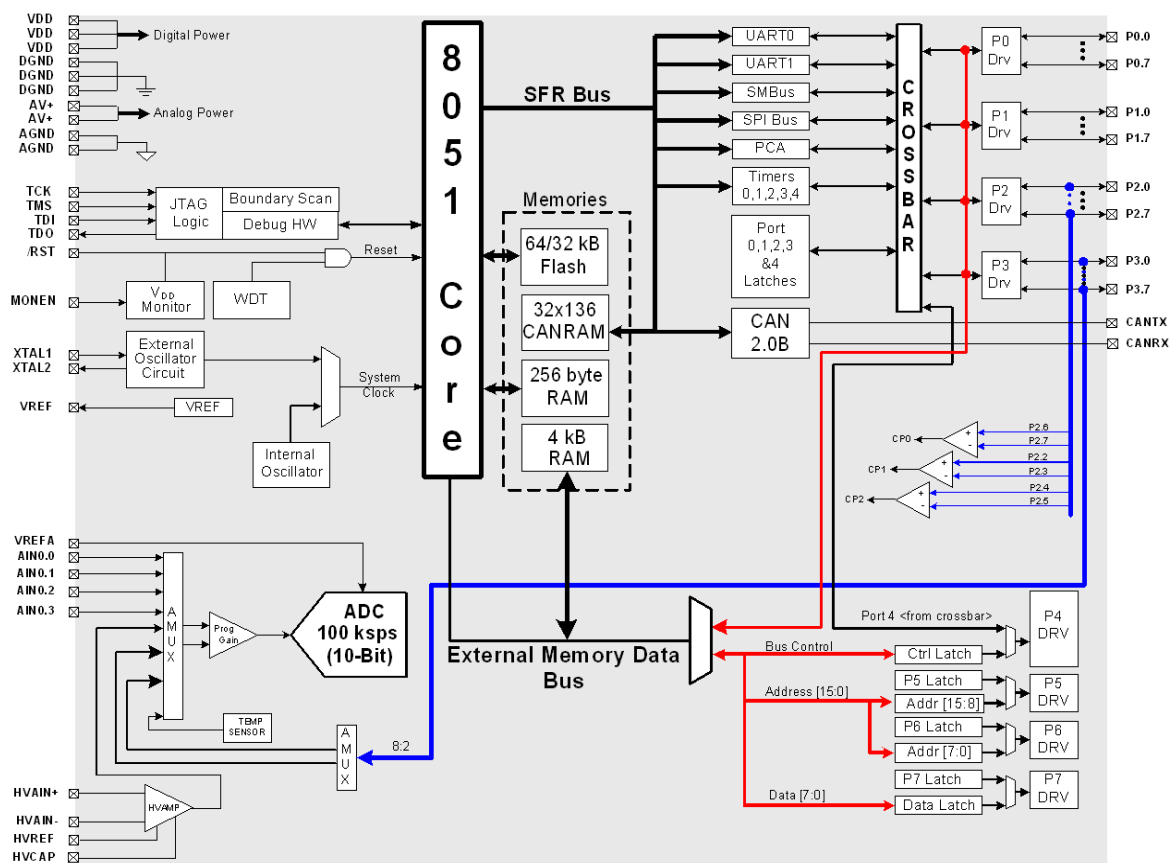 VDD
VDD
VDD
DGND
DGND
DGND
AV+
AV+
AGND
AGND
Digital Power
Analog Power
TCK
TMS
TDI
TDO
/RST
MONEN
XTAL1
XTAL2
VREF
JTAG
Logic
Boundary Scan
Debug HW
Reset
VDD
Monitor
WDT
External
Oscillator
Circuit
VREF
System
Clock
Internal
Oscillator
8
0
5
1
C
o
r
e
SFR Bus
Memories
64/32 kB
Flash
32x136
CANRAM
256 byte
RAM
4 kB
RAM
UART0
UART1
SMBus
SPI Bus
PCA
Timers
0,1,2,3,4
Port
0,1,2,3
&4
Latches
CAN
2.0B
C
R
O
S
S
B
A
R
P0
Drv
P1
Drv
P2
Drv
P3
Drv
P0.0
P0.7
P1.0
P1.7
P2.0
P2.7
P3.0
P3.7
CANTX
CANRX
CP0
+
-
P2.6
P2.7
CP1
+
-
P2.2
P2.3
CP2
+
-
P2.4
P2.5
VREFA
AIN0.0
AIN0.1
AIN0.2
AIN0.3
A
M
U
X
Prog
Gain
ADC
100 ksps
(10-Bit)
TEMP
SENSOR
A
M
U
X
8:2
HVAIN+
HVAIN-
HVREF
HVCAP
HVAMP
External Memory Data
Bus
Port 4 <from crossbar>
Bus Control
Ctrl Latch
P4
DRV
Address [15:0]
P5 Latch
Addr [15:8]
P5
DRV
P6 Latch
Addr [7:0]
P6
DRV
Data [7:0]
P7 Latch
Data Latch
P7
DRV